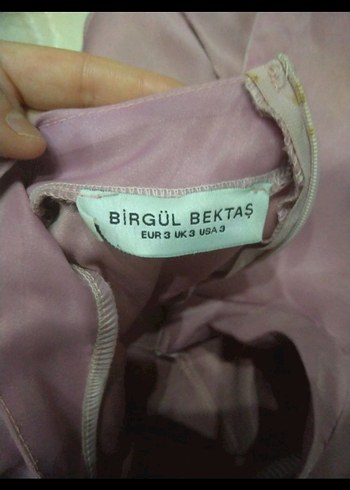 BİRGÜL BEKTAŞ
EUR 3 UK 3 USA 3